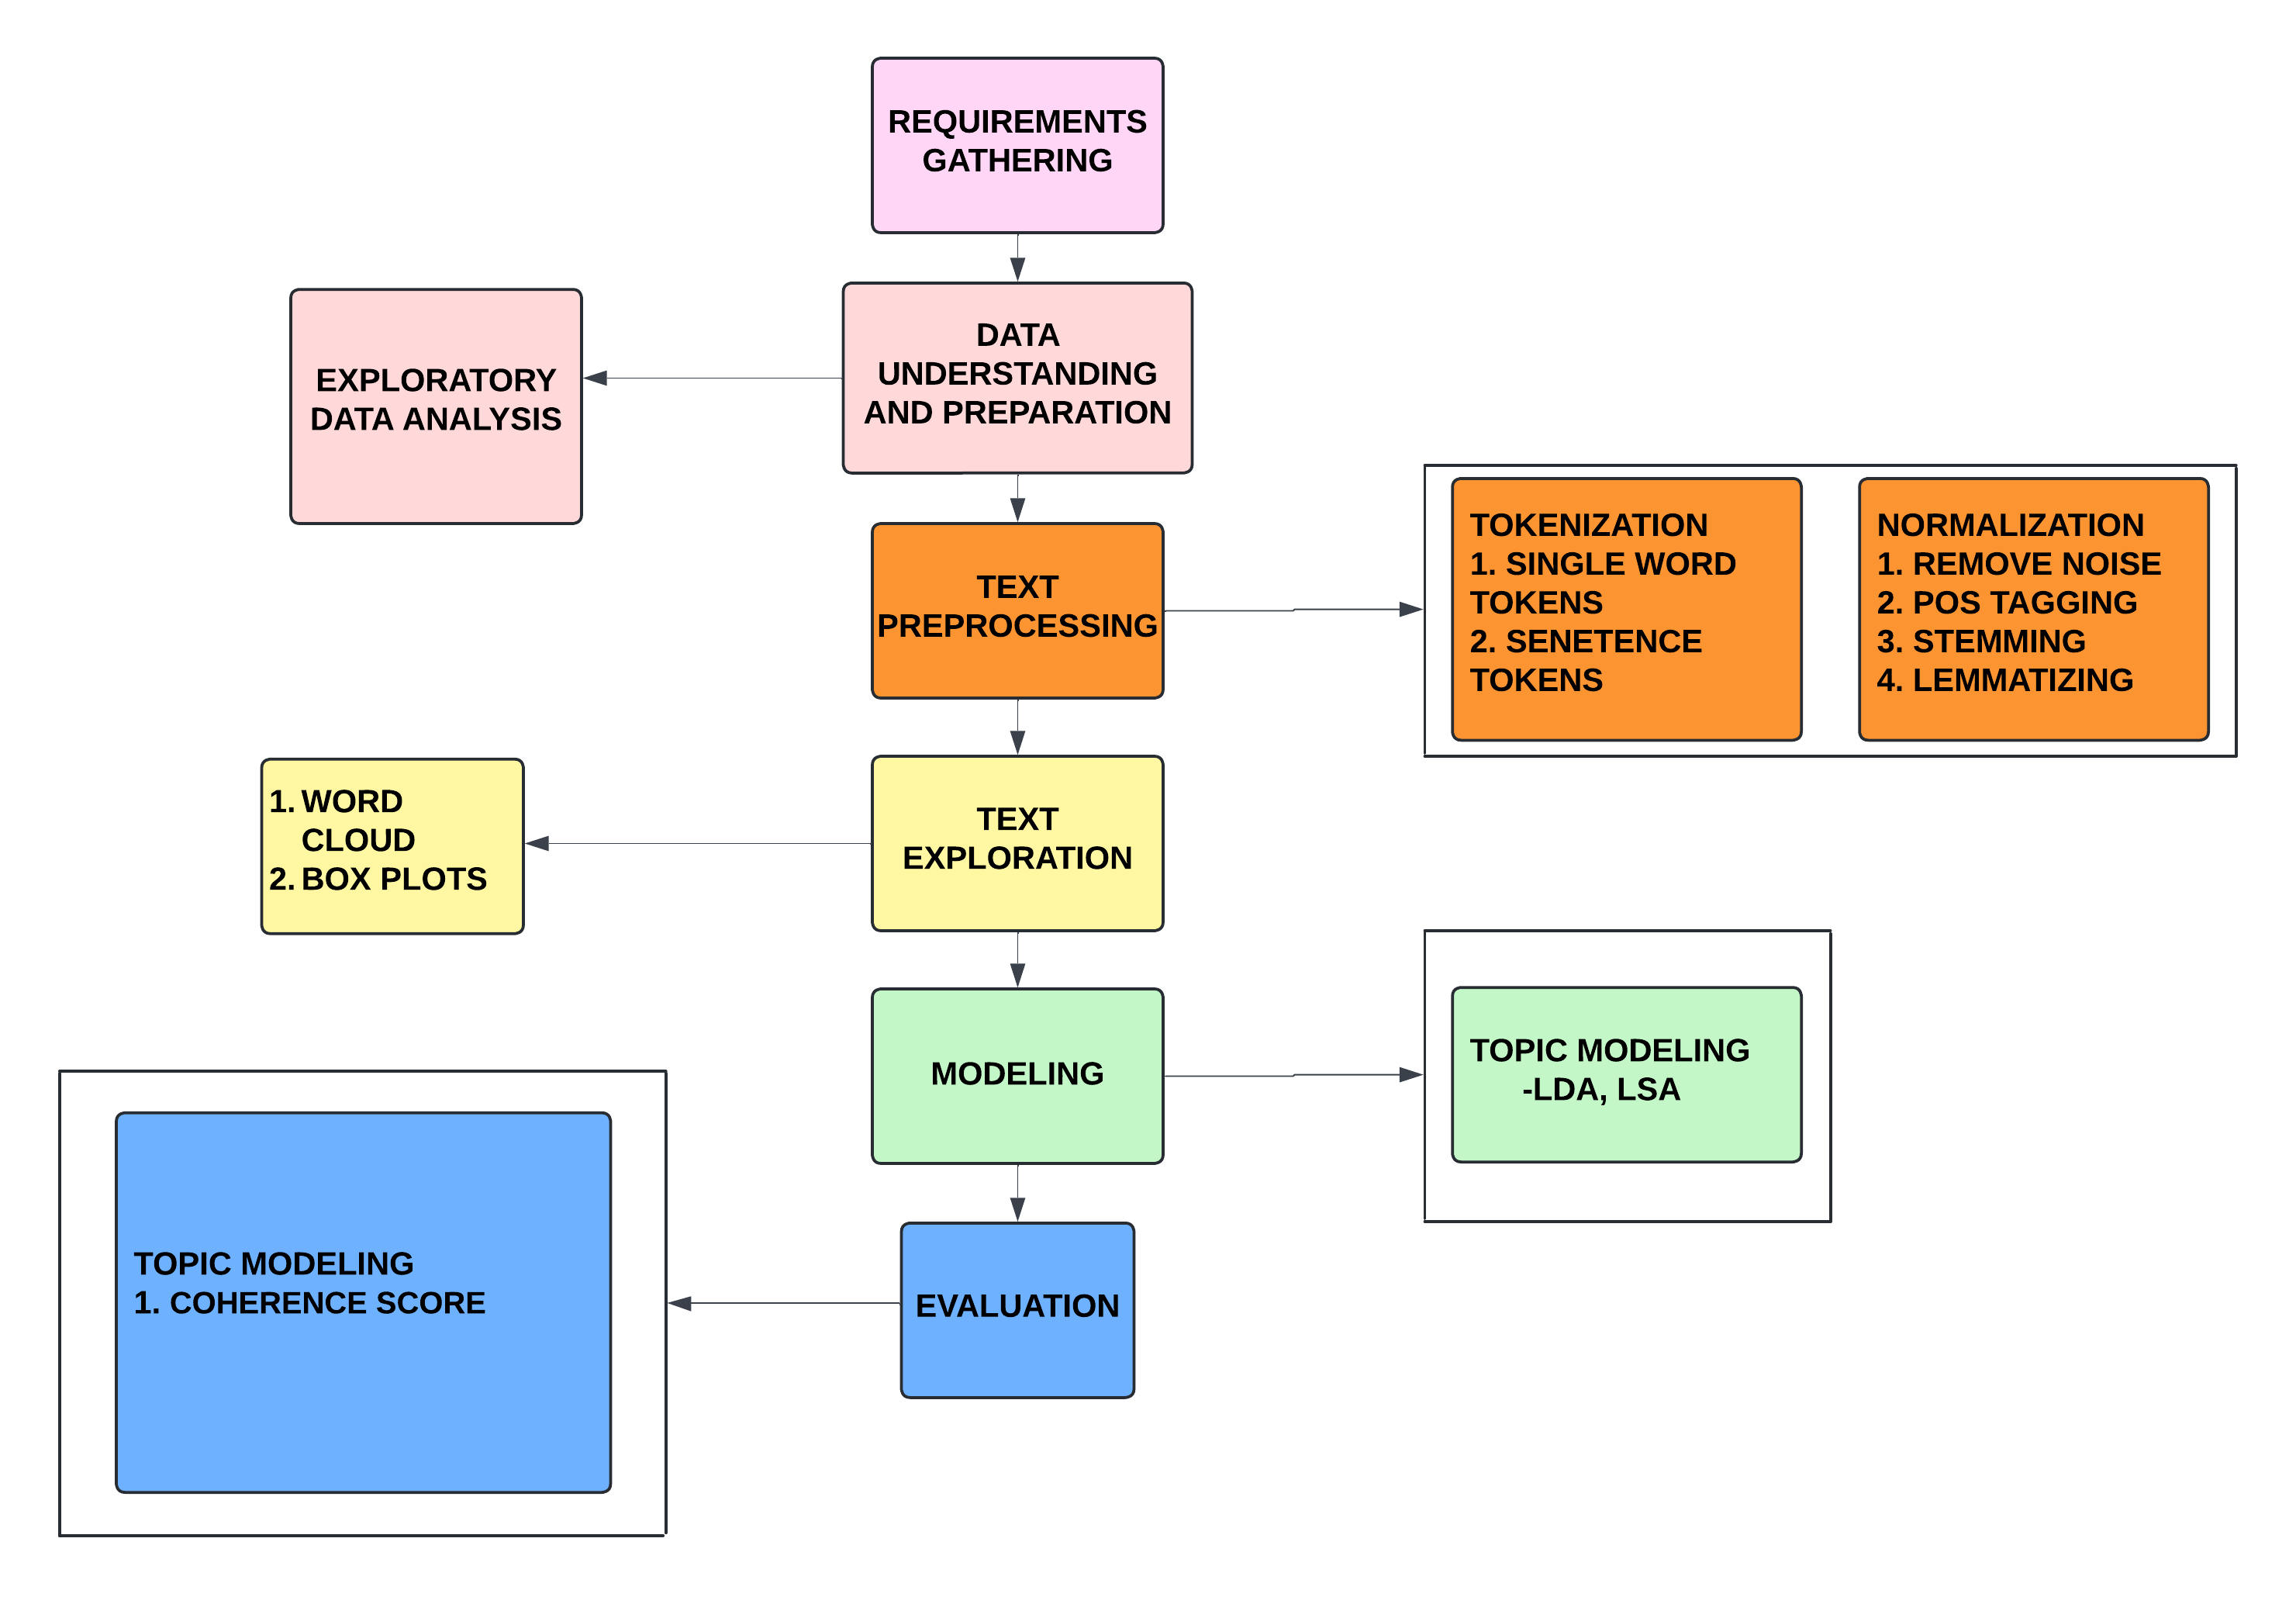 REQUIREMENTS
GATHERING
DATA
UNDERSTANDING
AND PREPARATION
EXPLORATORY
DATA ANALYSIS
TEXT
PREPROCESSING
TOKENIZATION
1. SINGLE WORD
TOKENS
2. SENETENCE
TOKENS
NORMALIZATION
1. REMOVE NOISE
2. POS TAGGING
3. STEMMING
4. LEMMATIZING
TEXT
EXPLORATION
1. WORD
CLOUD
2. BOX PLOTS
MODELING
TOPIC MODELING
-LDA, LSA
EVALUATION
TOPIC MODELING
1. COHERENCE SCORE